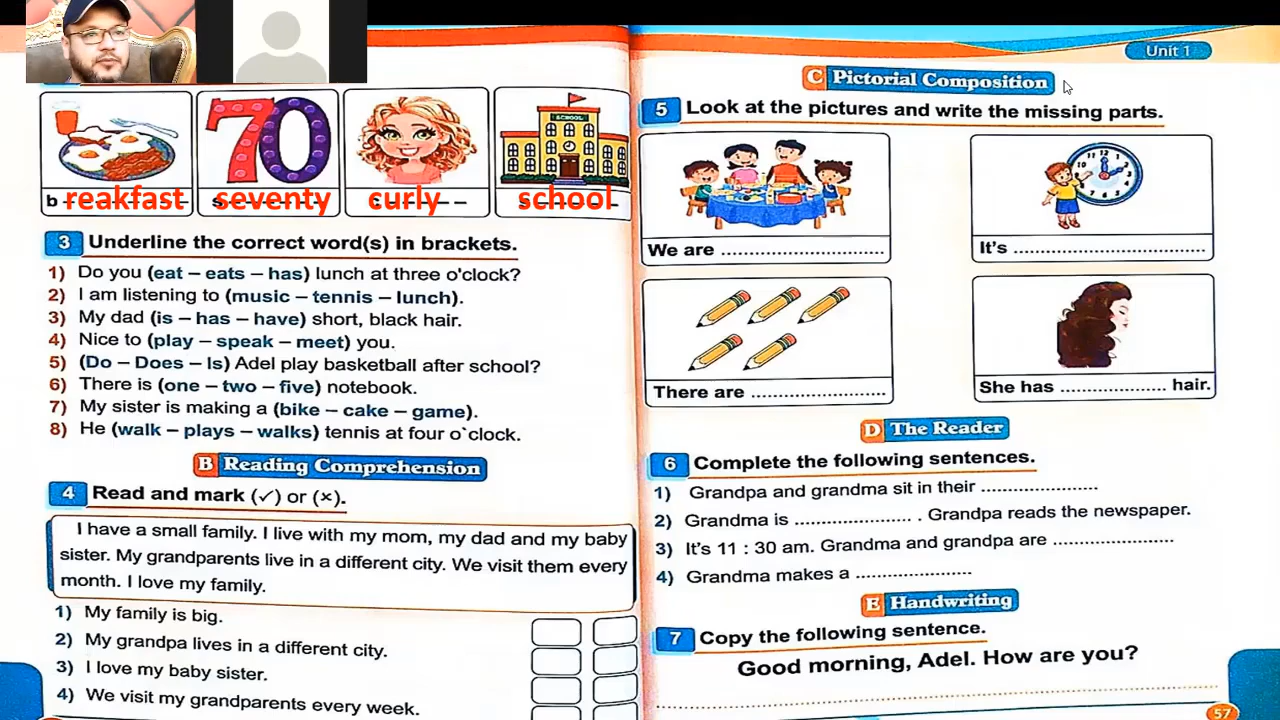 70
SCHOOL
breakfast
seventy
curly
school
3 Underline the correct word(s) in brackets.
1) Do you (eat – eats – has) lunch at three o'clock?
2) I am listening to (music – tennis – lunch).
3) My dad (is – has – have) short, black hair.
4) Nice to (play – speak – meet) you.
5) (Do – Does – Is) Adel play basketball after school?
6) There is (one – two – five) notebook.
7) My sister is making a (bike – cake – game).
8) He (walk – plays – walks) tennis at four o`clock.
B Reading Comprehension
4 Read and mark (✓) or (×).
I have a small family. I live with my mom, my dad and my baby
sister. My grandparents live in a different city. We visit them every
month. I love my family.
1) My family is big.
2) My grandpa lives in a different city.
3) I love my baby sister.
4) We visit my grandparents every week.
Unit 1
C Pictorial Composition
5 Look at the pictures and write the missing parts.
We are ..............................
It's ..............................
There are ..............................
She has ................ hair.
D The Reader
6 Complete the following sentences.
1) Grandpa and grandma sit in their ....................
2) Grandma is .................... . Grandpa reads the newspaper.
3) It's 11 : 30 am. Grandma and grandpa are ....................
4) Grandma makes a ....................
E Handwriting
7 Copy the following sentence.
Good morning, Adel. How are you?
57